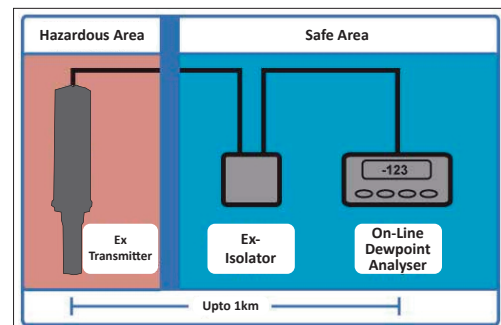 Hazardous Area
Safe Area
-123
Ex
Transmitter
Ex-
Isolator
On-Line
Dewpoint
Analyser
Upto 1km